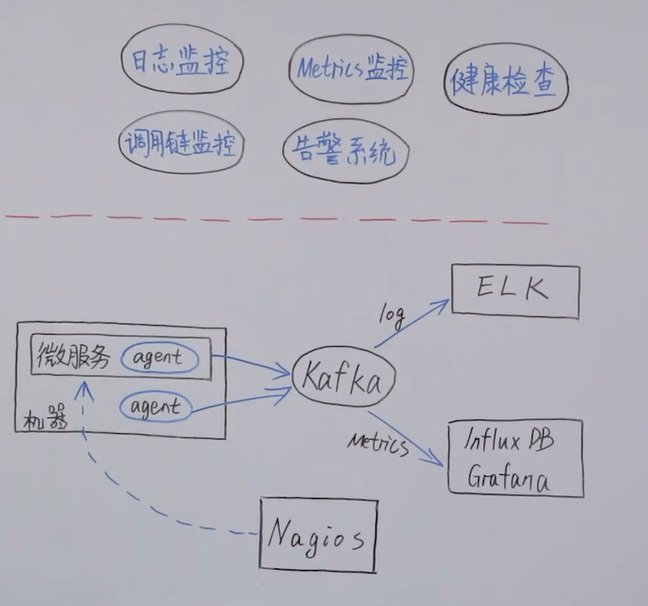 日志监控
Metrics监控
健康检查
调用链监控
告警系统
ELK
log
微服务
agent
Kafka
agent
机器
Metrics
Influx DB
Grafana
Nagios